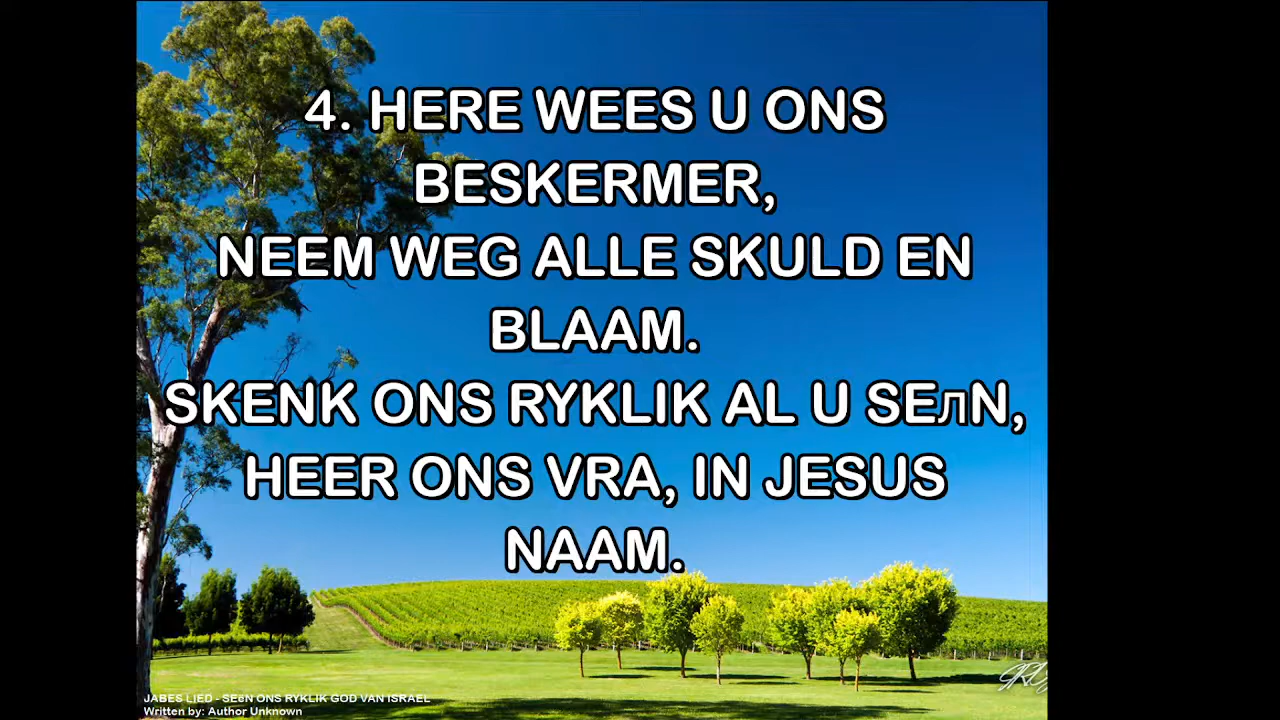 4. HERE WEES U ONS
BESKERMER,
NEEM WEG ALLE SKULD EN
BLAAM.
SKENK ONS RYKLIK AL U SEлN,
HEER ONS VRA, IN JESUS
NAAM.
JABES LIED - SEëN ONS RYKLIK GOD VAN ISRAEL
Written by: Author Unknown